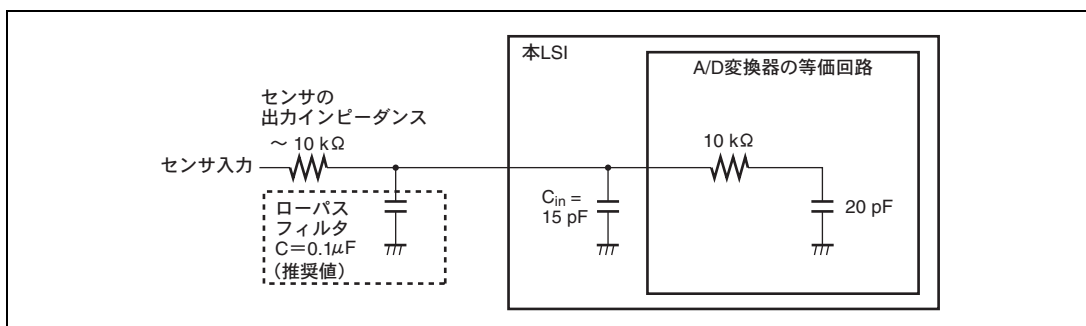 本LSI
A/D変換器の等価回路
センサの
出力インピーダンス
～ 10 kΩ
10 kΩ
センサ入力
ローパス
フィルタ
C＝0.1μF
（推奨値）
Cin =
15 pF
20 pF